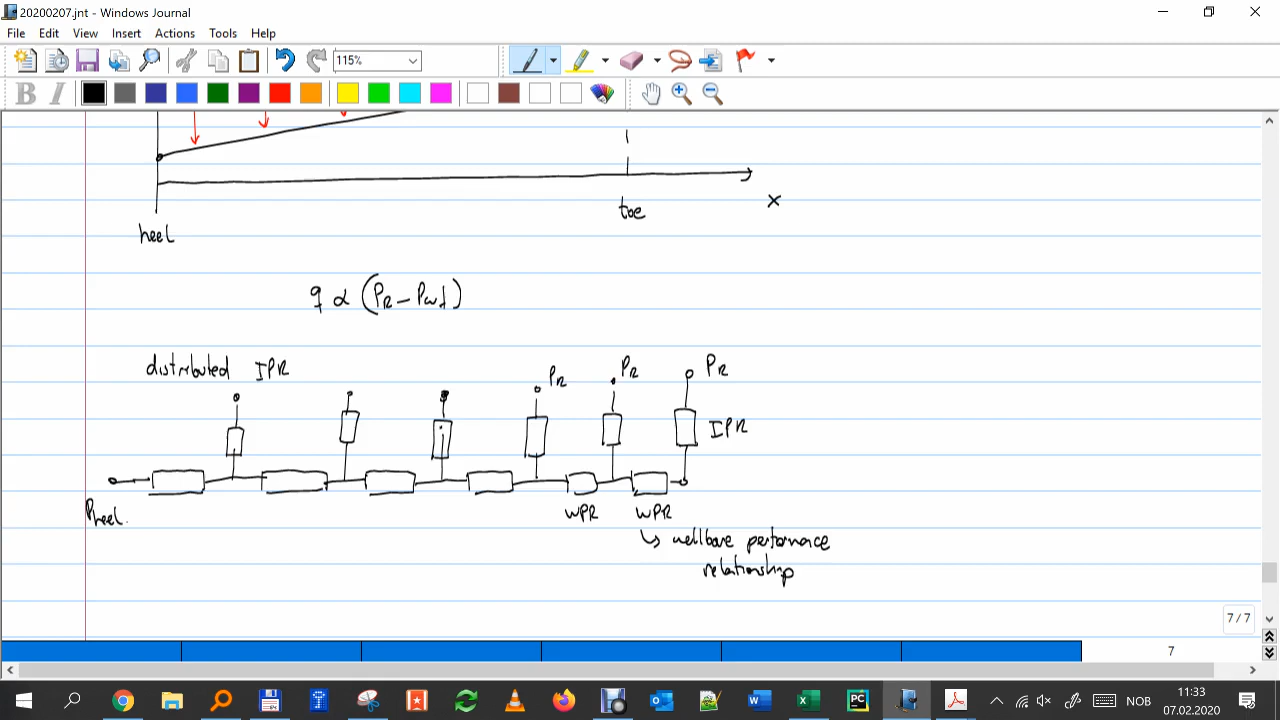 20200207.jnt - Windows Journal
File Edit View Insert Actions Tools Help
115%
B I
toe
x
heel
q ∝ (PR - Pwf)
distributed IPR
PR
PR
PR
IPR
Pheel.
WPR
WPR
↳ wellbore performance
relationship
7 / 7
7
NOB
11:33
07.02.2020